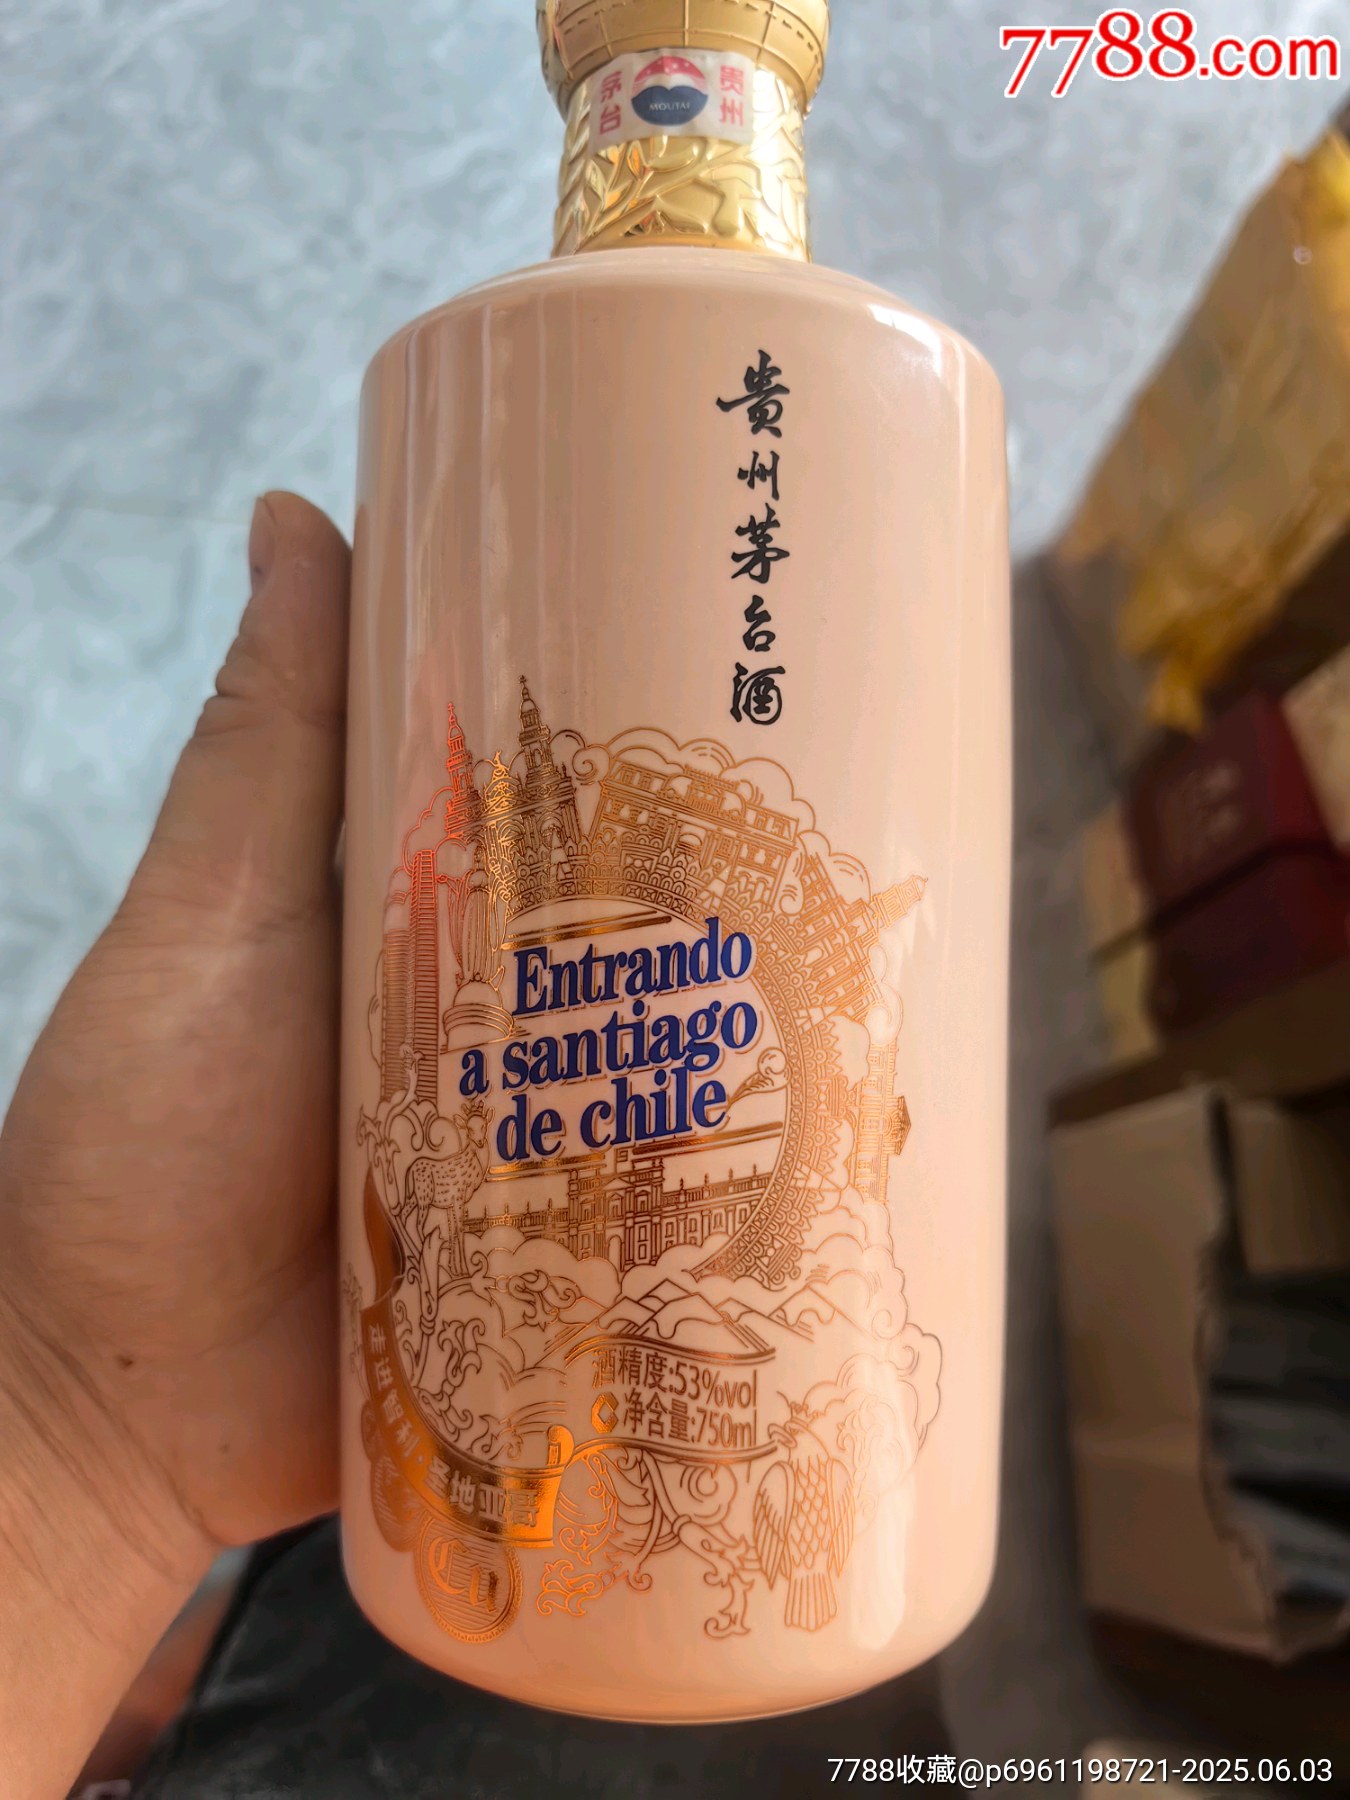 7788.com
茅台
MOUTAI
贵州
贵州茅台酒
Entrando
a santiago
de chile
酒精度:53%vol
净含量:750ml
走进智利·圣地亚哥
Cu
7788收藏@p6961198721-2025.06.03